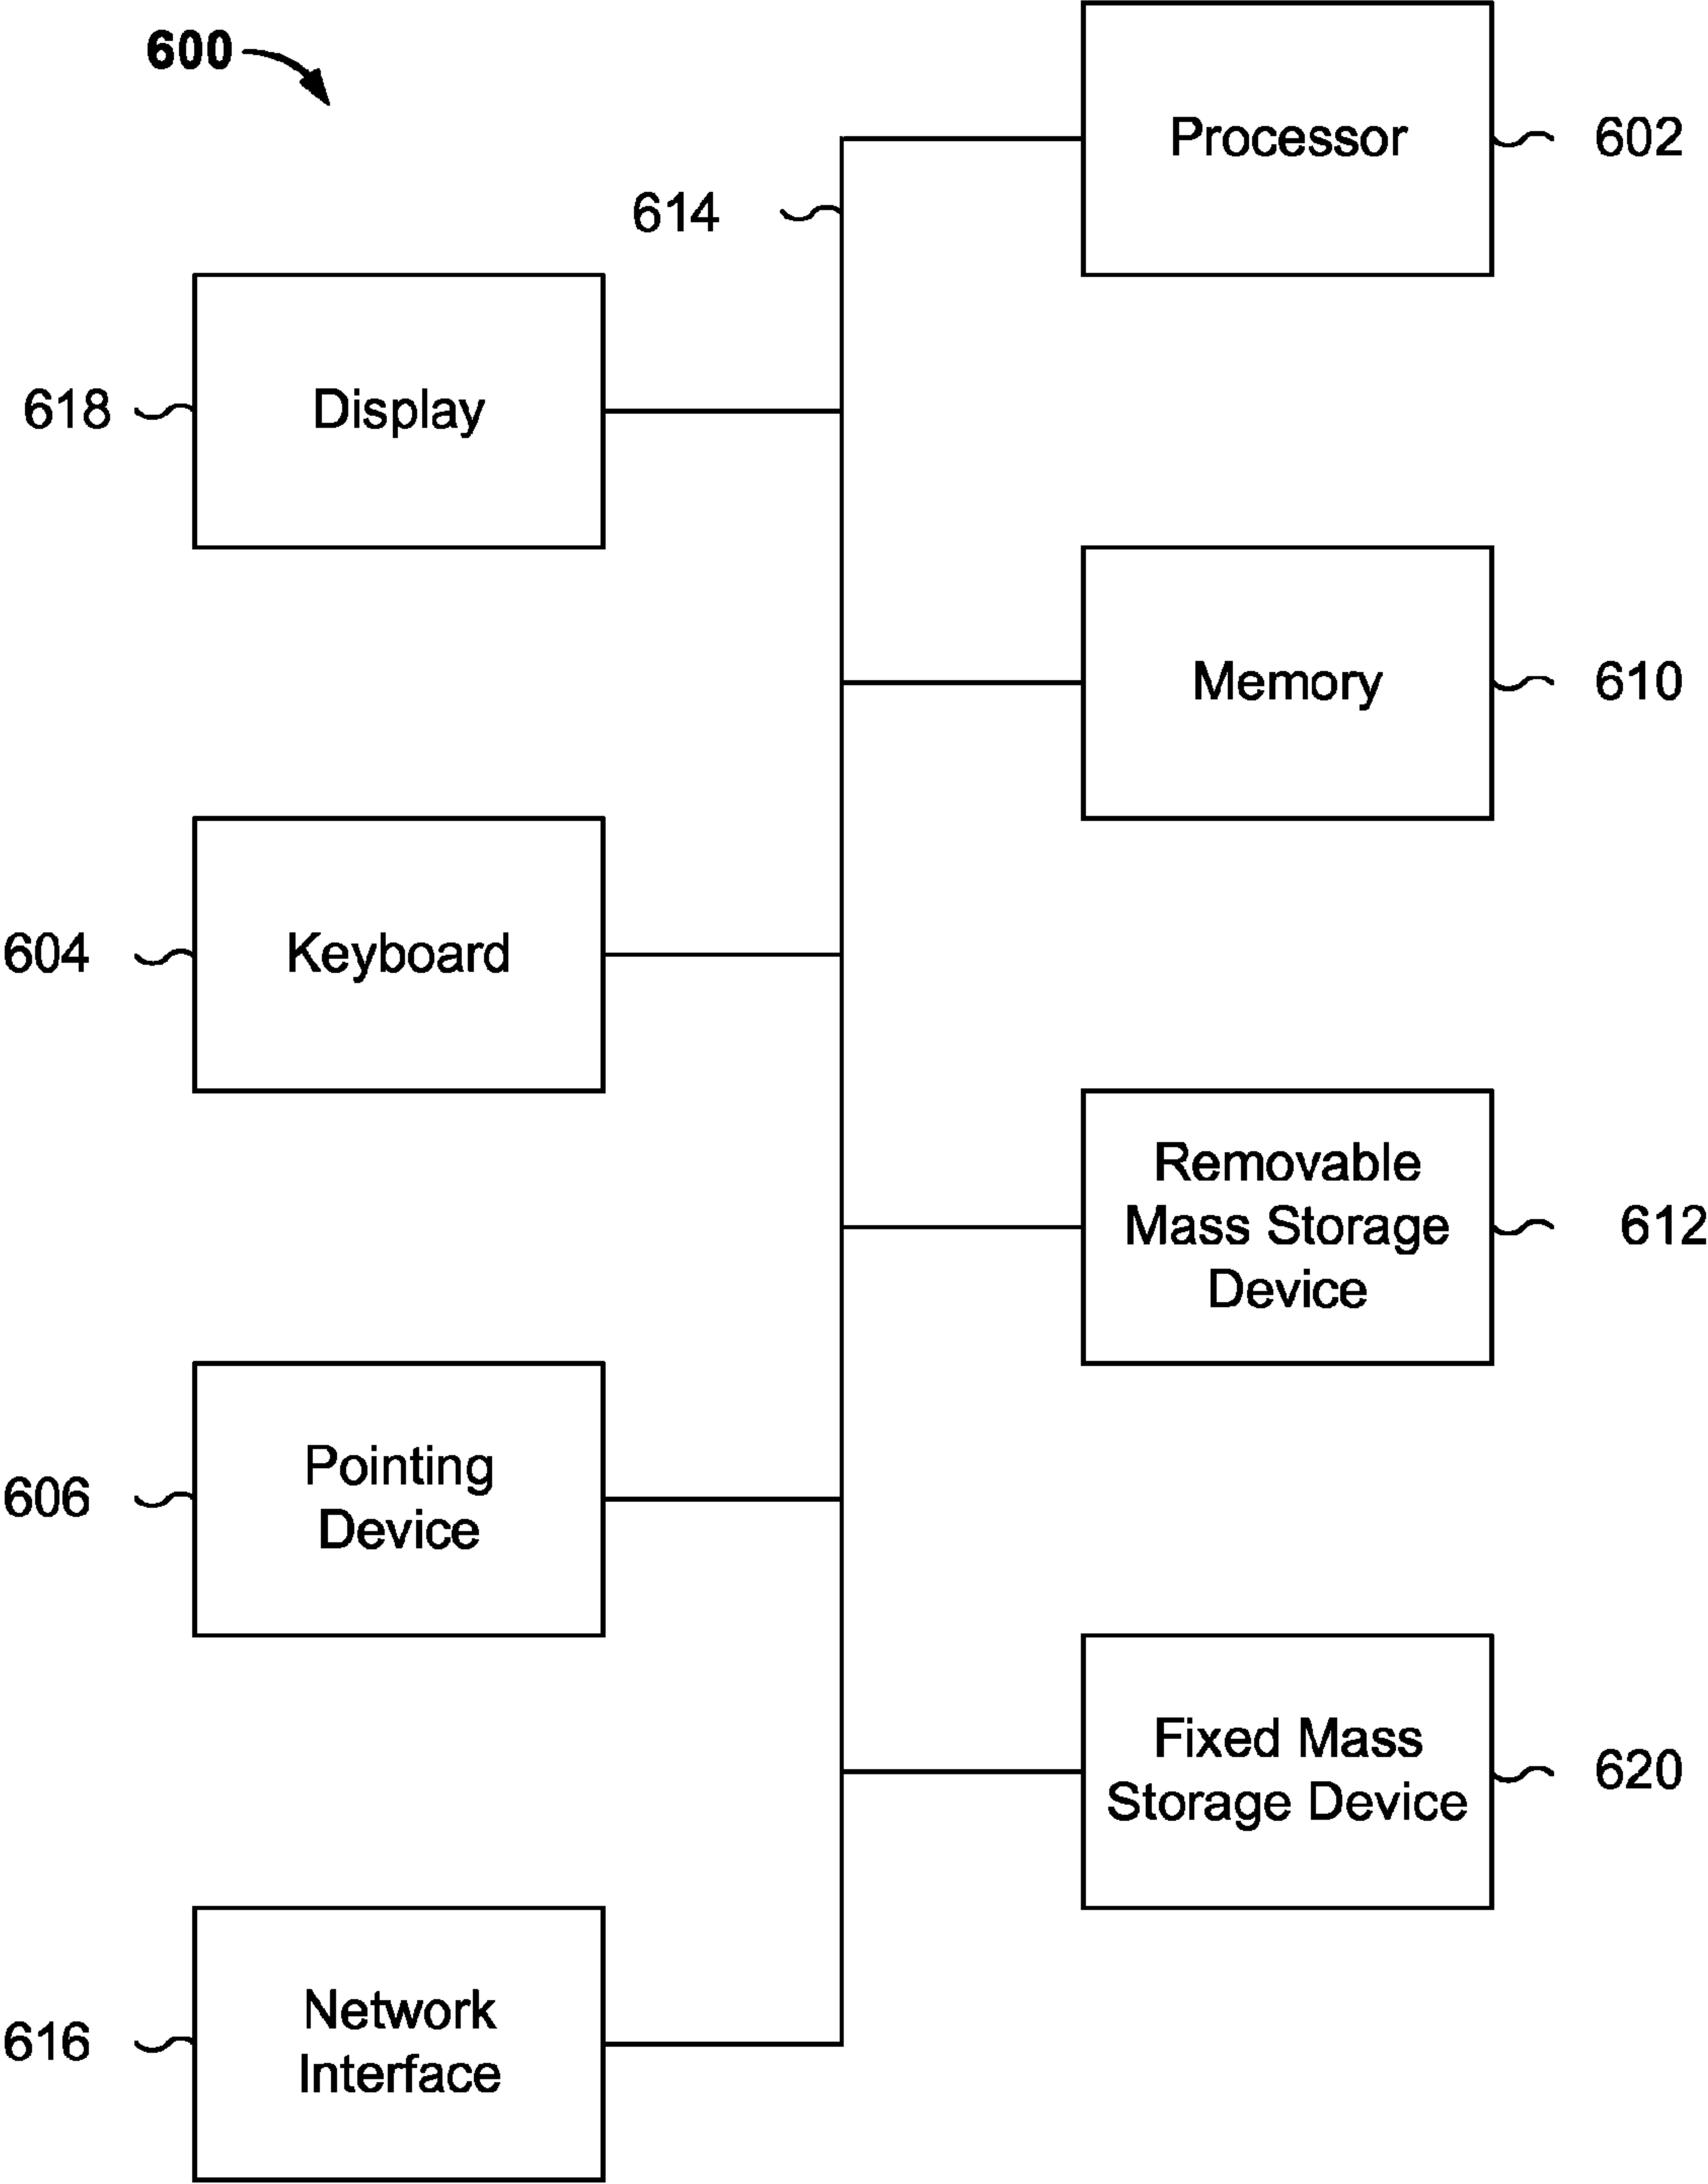 600
Processor
602
614
618
Display
Memory
610
604
Keyboard
Removable
Mass Storage
Device
612
606
Pointing
Device
Fixed Mass
Storage Device
620
616
Network
Interface